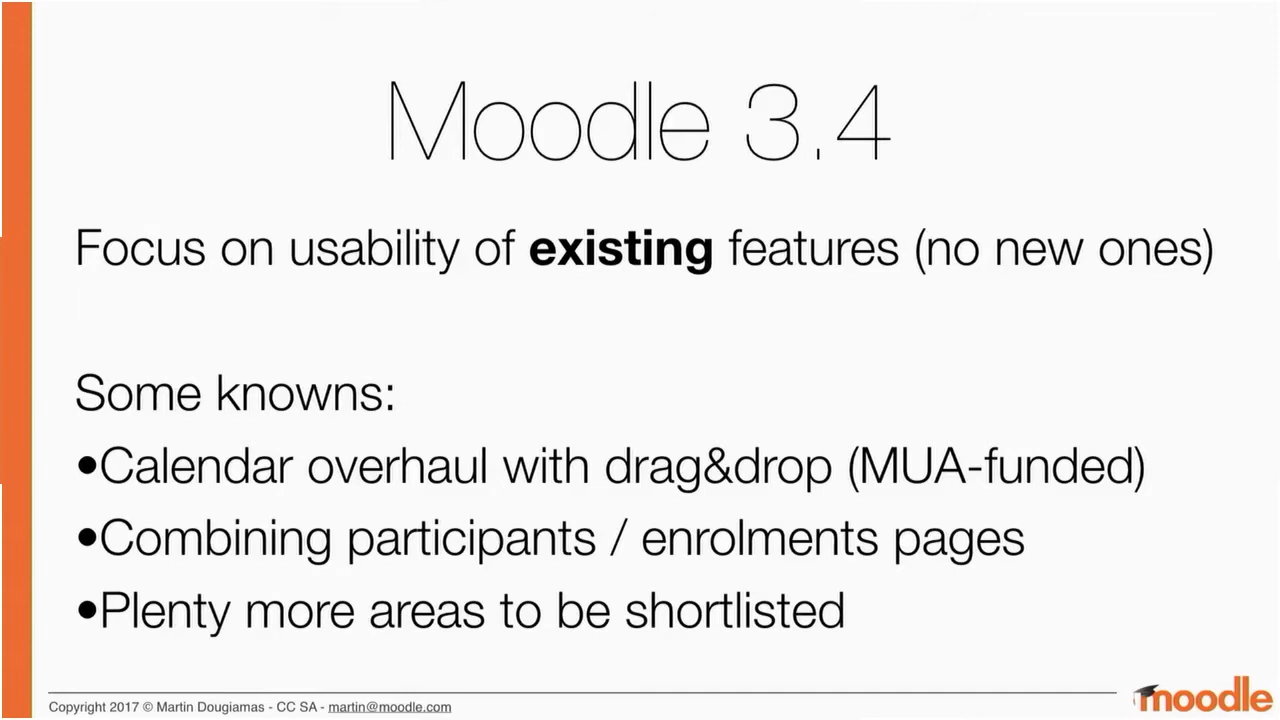 Moodle 3.4
Focus on usability of existing features (no new ones)
Some knowns:
•Calendar overhaul with drag&drop (MUA-funded)
•Combining participants / enrolments pages
•Plenty more areas to be shortlisted
Copyright 2017 © Martin Dougiamas - CC SA - martin@moodle.com
moodle